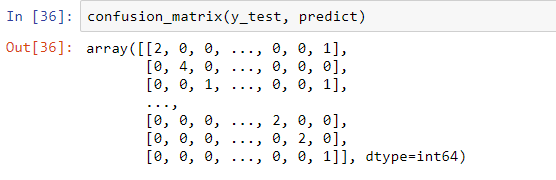 In [36]: confusion_matrix(y_test, predict)
Out[36]: array([[2, 0, 0, ..., 0, 0, 1],
[0, 4, 0, ..., 0, 0, 0],
[0, 0, 1, ..., 0, 0, 1],
...,
[0, 0, 0, ..., 2, 0, 0],
[0, 0, 0, ..., 0, 2, 0],
[0, 0, 0, ..., 0, 0, 1]], dtype=int64)